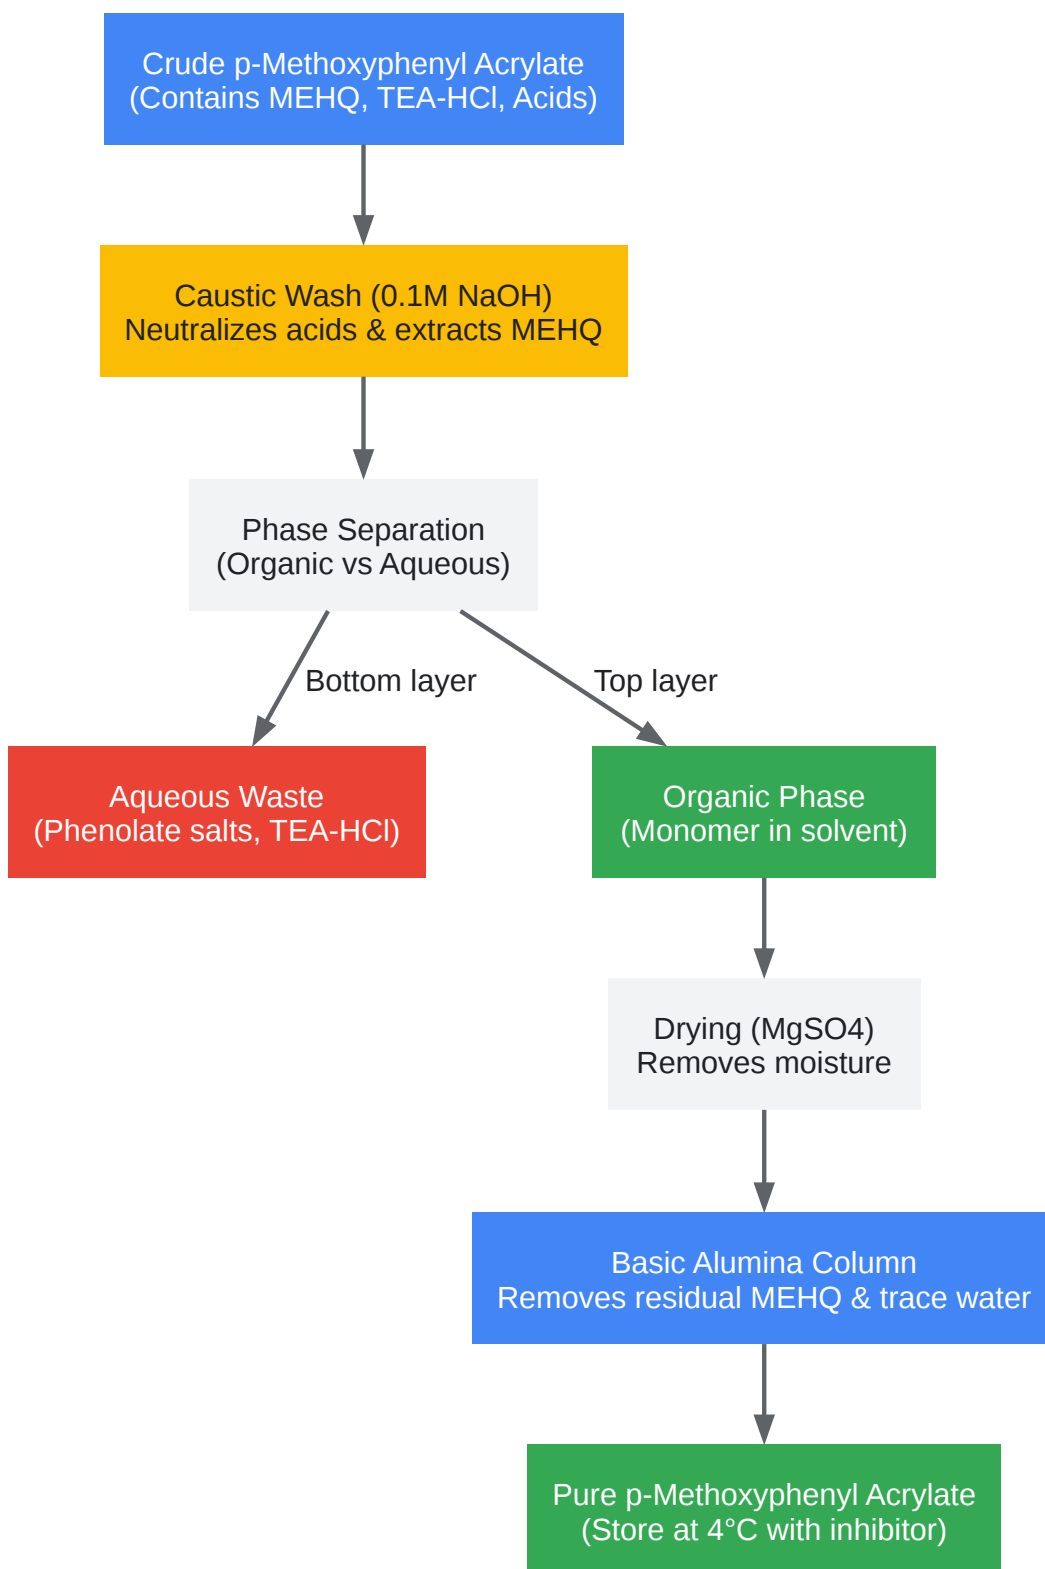 Crude p-Methoxyphenyl Acrylate
(Contains MEHQ, TEA-HCl, Acids)
Caustic Wash (0.1M NaOH)
Neutralizes acids & extracts MEHQ
Phase Separation
(Organic vs Aqueous)
Bottom layer
Top layer
Aqueous Waste
(Phenolate salts, TEA-HCl)
Organic Phase
(Monomer in solvent)
Drying (MgSO4)
Removes moisture
Basic Alumina Column
Removes residual MEHQ & trace water
Pure p-Methoxyphenyl Acrylate
(Store at 4°C with inhibitor)